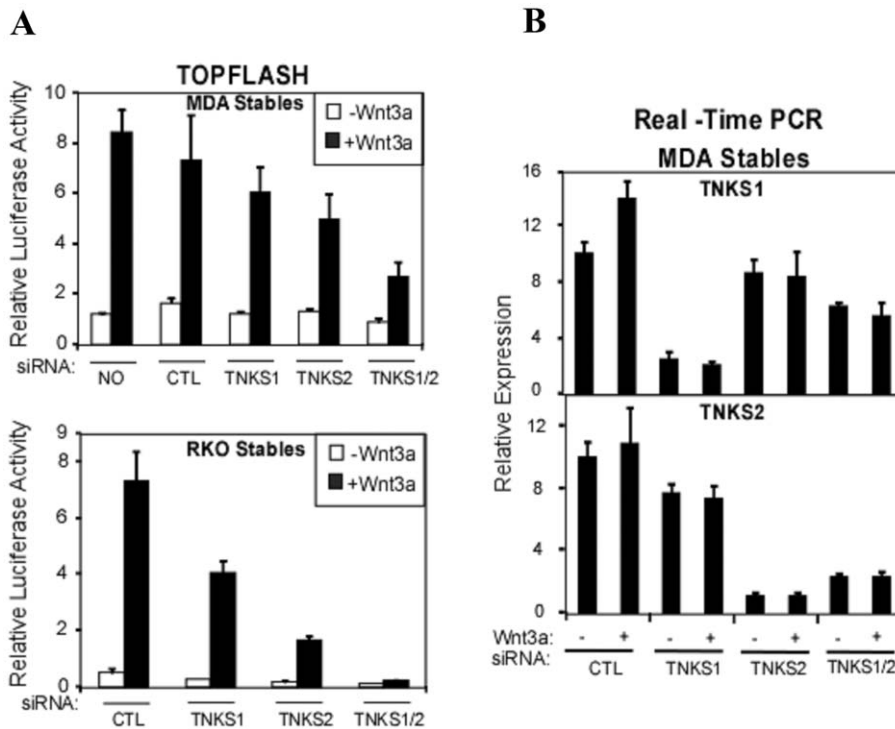 A
TOPFLASH
MDA Stables
-Wnt3a
+Wnt3a
Relative Luciferase Activity
10
8
6
4
2
0
siRNA:
NO CTL TNKS1 TNKS2 TNKS1/2
RKO Stables
-Wnt3a
+Wnt3a
Relative Luciferase Activity
9
8
6
4
2
0
siRNA:
CTL TNKS1 TNKS2 TNKS1/2
B
Real -Time PCR
MDA Stables
TNKS1
Relative Expression
16
12
8
4
0
TNKS2
12
8
4
0
Wnt3a: - + - + - + - +
siRNA:
CTL TNKS1 TNKS2 TNKS1/2